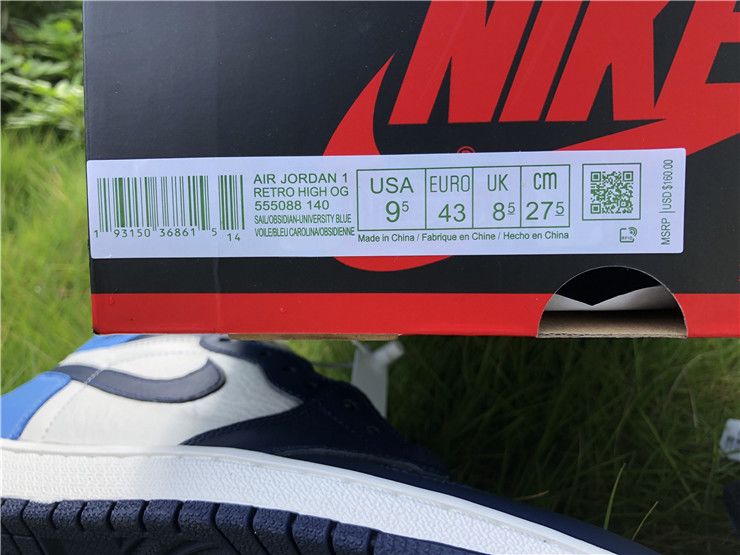 NIKE
®
AIR JORDAN 1
RETRO HIGH OG
555088 140
SAIL/OBSIDIAN-UNIVERSITY BLUE
VOILE/BLEU CAROLINA/OBSIDIENNE
1 93150 36861 5 14
USA EURO UK cm
9⁵ 43 8⁵ 27⁵
Made in China / Fabrique en Chine / Hecho en China
MSRP | USD $160.00